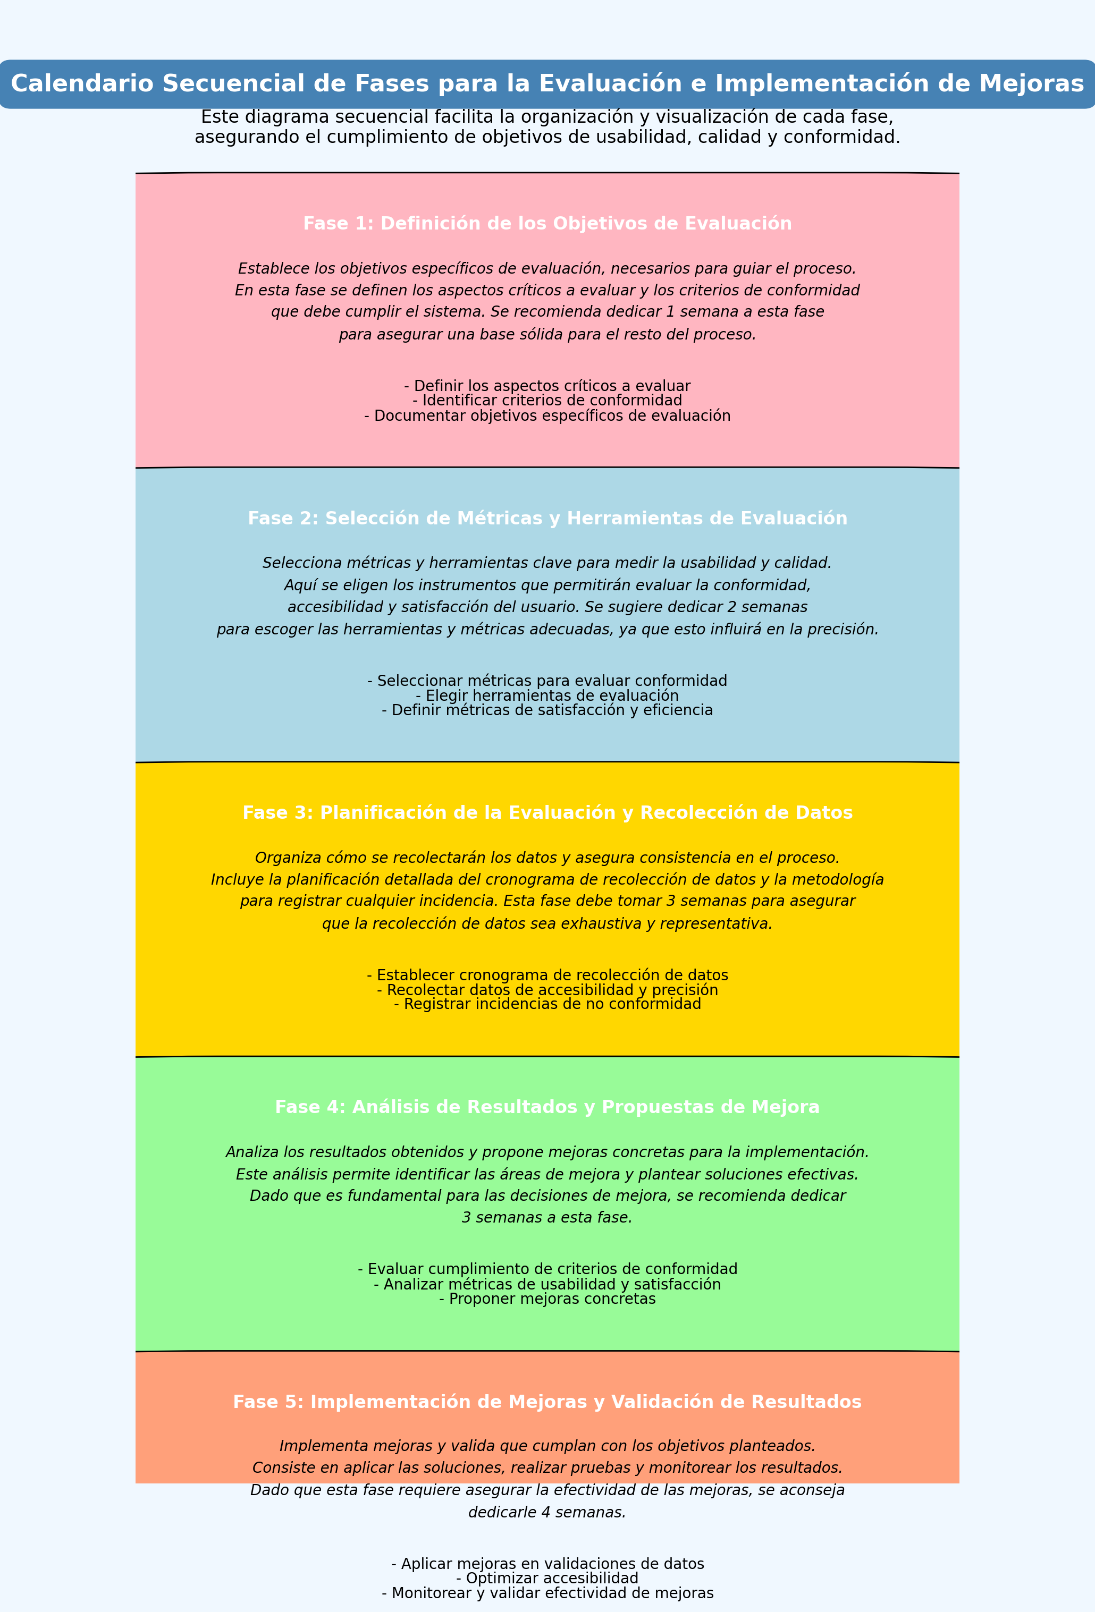 Calendario Secuencial de Fases para la Evaluación e Implementación de Mejoras
Este diagrama secuencial facilita la organización y visualización de cada fase,
asegurando el cumplimiento de objetivos de usabilidad, calidad y conformidad.
Fase 1: Definición de los Objetivos de Evaluación
Establece los objetivos específicos de evaluación, necesarios para guiar el proceso.
En esta fase se definen los aspectos críticos a evaluar y los criterios de conformidad
que debe cumplir el sistema. Se recomienda dedicar 1 semana a esta fase
para asegurar una base sólida para el resto del proceso.
- Definir los aspectos críticos a evaluar
- Identificar criterios de conformidad
- Documentar objetivos específicos de evaluación
Fase 2: Selección de Métricas y Herramientas de Evaluación
Selecciona métricas y herramientas clave para medir la usabilidad y calidad.
Aquí se eligen los instrumentos que permitirán evaluar la conformidad,
accesibilidad y satisfacción del usuario. Se sugiere dedicar 2 semanas
para escoger las herramientas y métricas adecuadas, ya que esto influirá en la precisión.
- Seleccionar métricas para evaluar conformidad
- Elegir herramientas de evaluación
- Definir métricas de satisfacción y eficiencia
Fase 3: Planificación de la Evaluación y Recolección de Datos
Organiza cómo se recolectarán los datos y asegura consistencia en el proceso.
Incluye la planificación detallada del cronograma de recolección de datos y la metodología
para registrar cualquier incidencia. Esta fase debe tomar 3 semanas para asegurar
que la recolección de datos sea exhaustiva y representativa.
- Establecer cronograma de recolección de datos
- Recolectar datos de accesibilidad y precisión
- Registrar incidencias de no conformidad
Fase 4: Análisis de Resultados y Propuestas de Mejora
Analiza los resultados obtenidos y propone mejoras concretas para la implementación.
Este análisis permite identificar las áreas de mejora y plantear soluciones efectivas.
Dado que es fundamental para las decisiones de mejora, se recomienda dedicar
3 semanas a esta fase.
- Evaluar cumplimiento de criterios de conformidad
- Analizar métricas de usabilidad y satisfacción
- Proponer mejoras concretas
Fase 5: Implementación de Mejoras y Validación de Resultados
Implementa mejoras y valida que cumplan con los objetivos planteados.
Consiste en aplicar las soluciones, realizar pruebas y monitorear los resultados.
Dado que esta fase requiere asegurar la efectividad de las mejoras, se aconseja
dedicarle 4 semanas.
- Aplicar mejoras en validaciones de datos
- Optimizar accesibilidad
- Monitorear y validar efectividad de mejoras